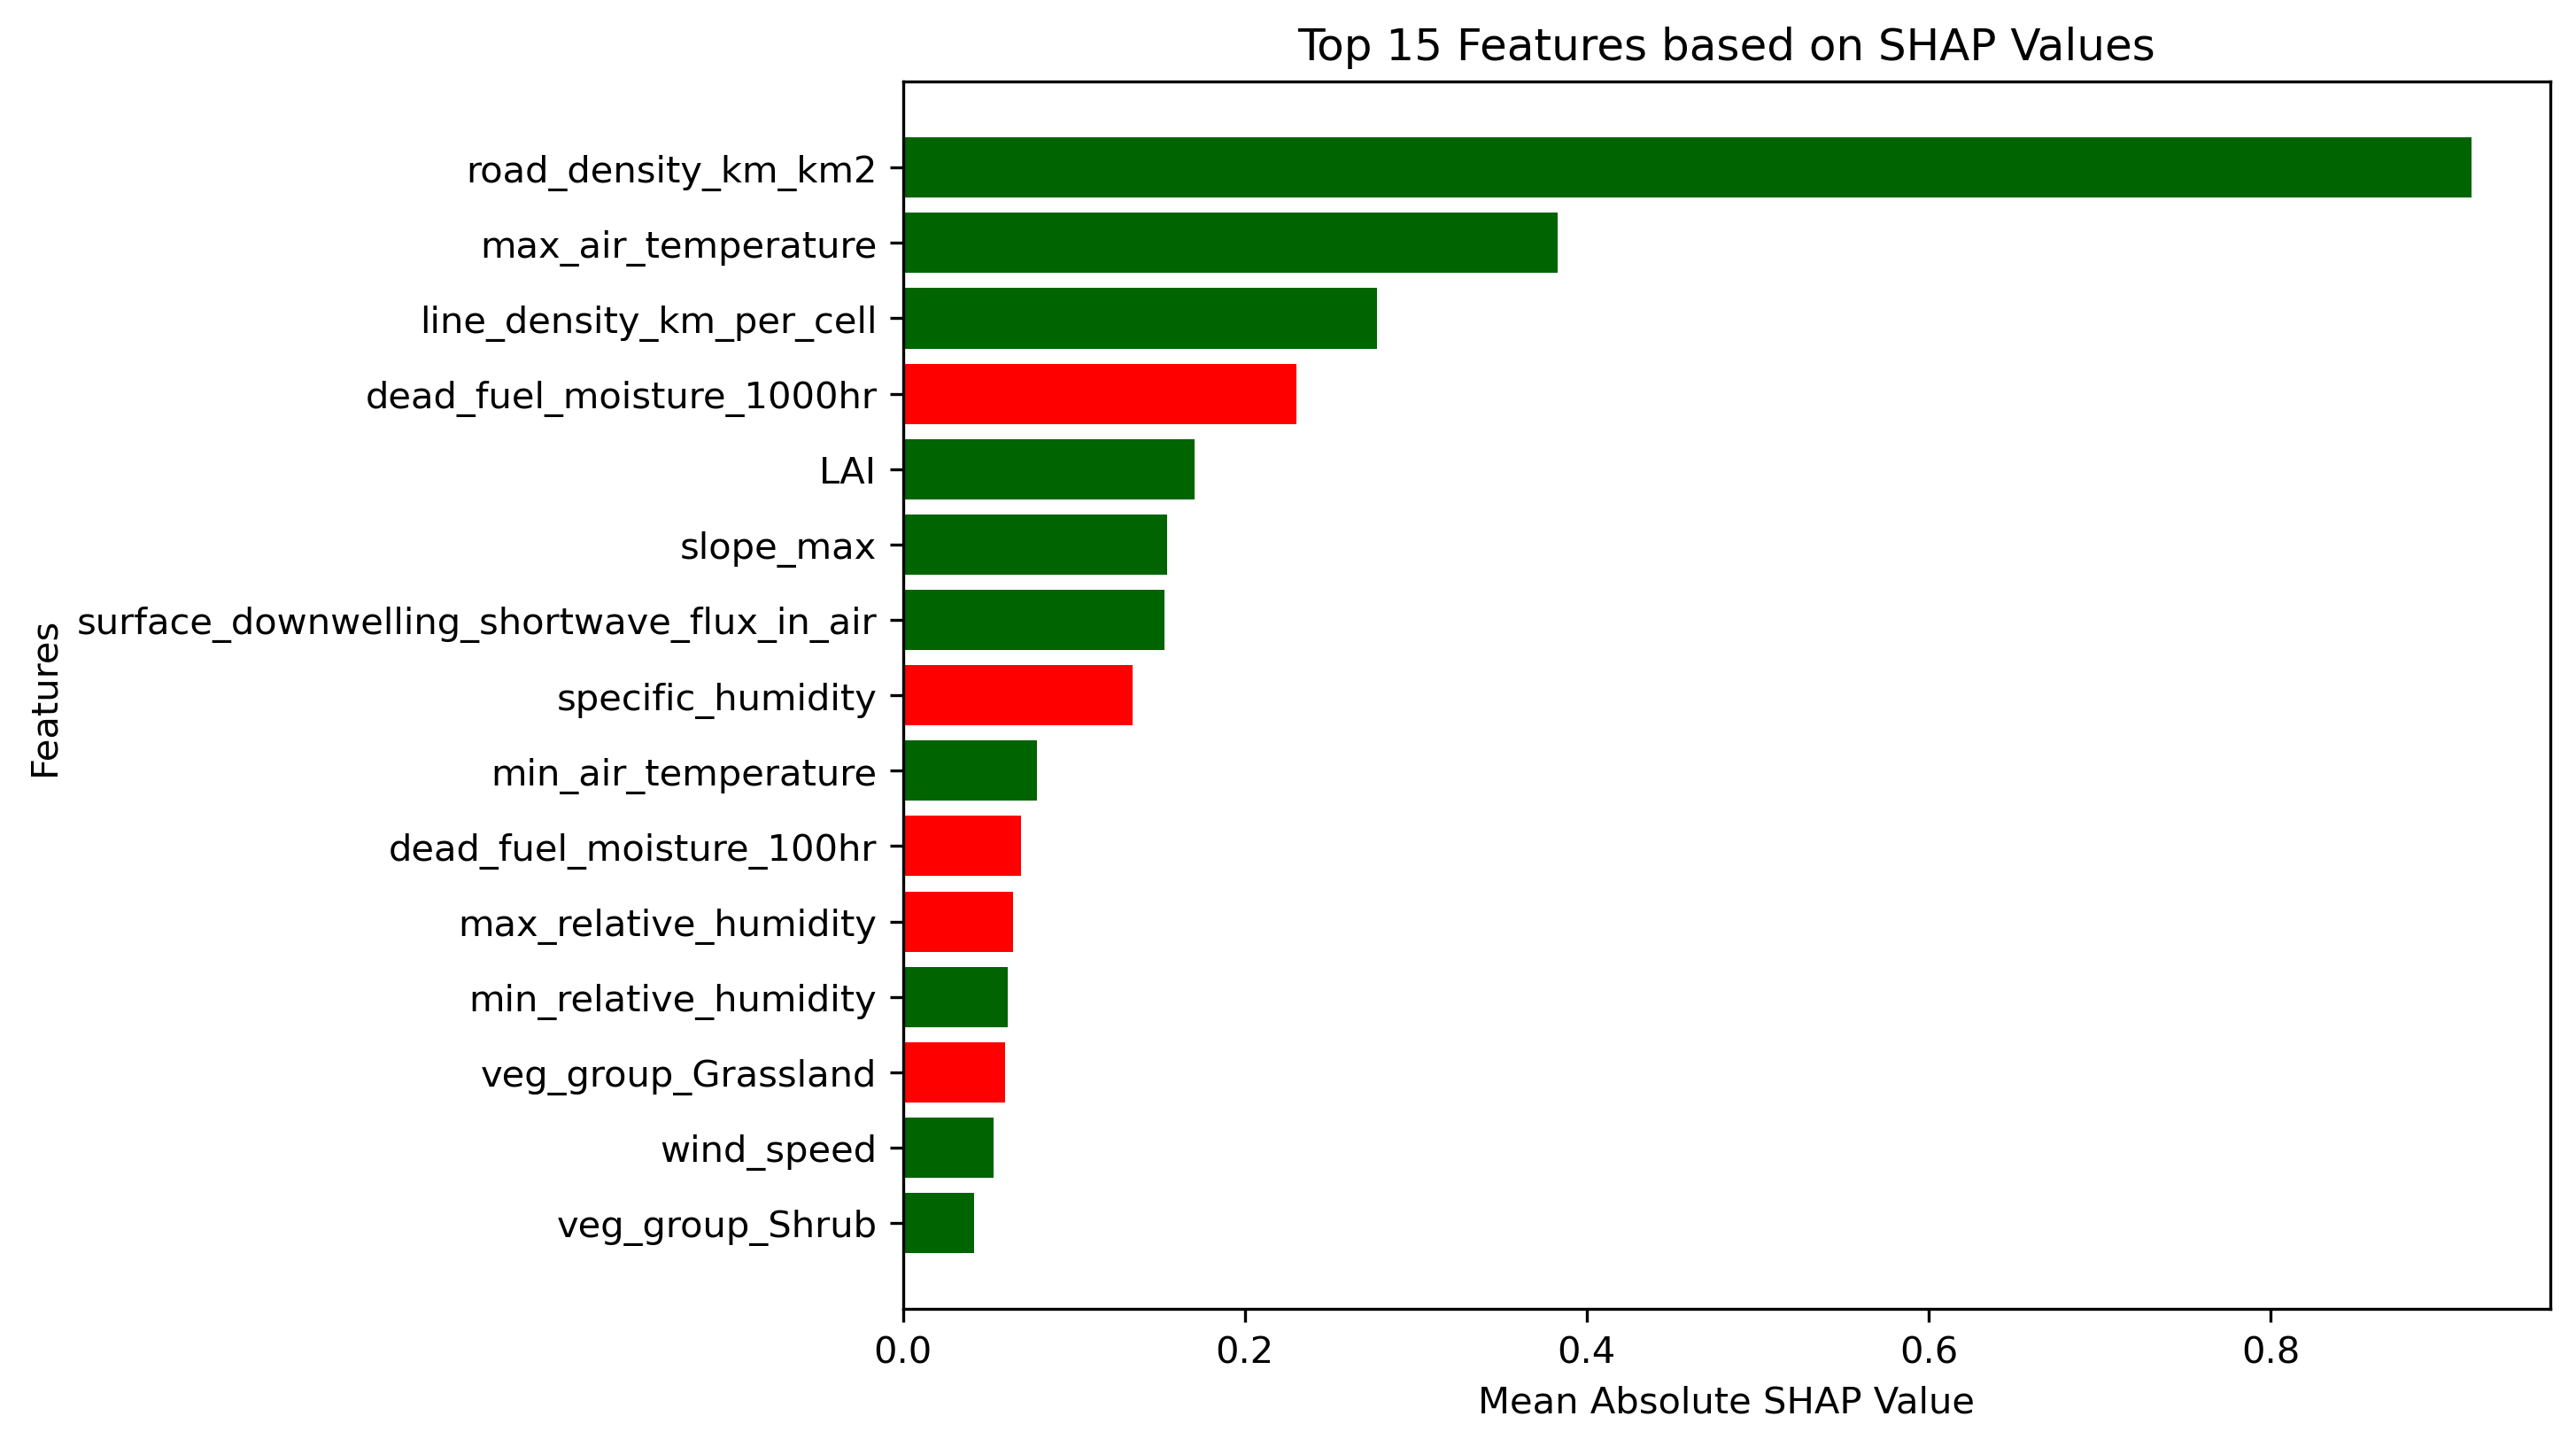 Top 15 Features based on SHAP Values
road_density_km_km2
max_air_temperature
line_density_km_per_cell
dead_fuel_moisture_1000hr
LAI
slope_max
surface_downwelling_shortwave_flux_in_air
specific_humidity
min_air_temperature
dead_fuel_moisture_100hr
max_relative_humidity
min_relative_humidity
veg_group_Grassland
wind_speed
veg_group_Shrub
Features
0.0 0.2 0.4 0.6 0.8
Mean Absolute SHAP Value